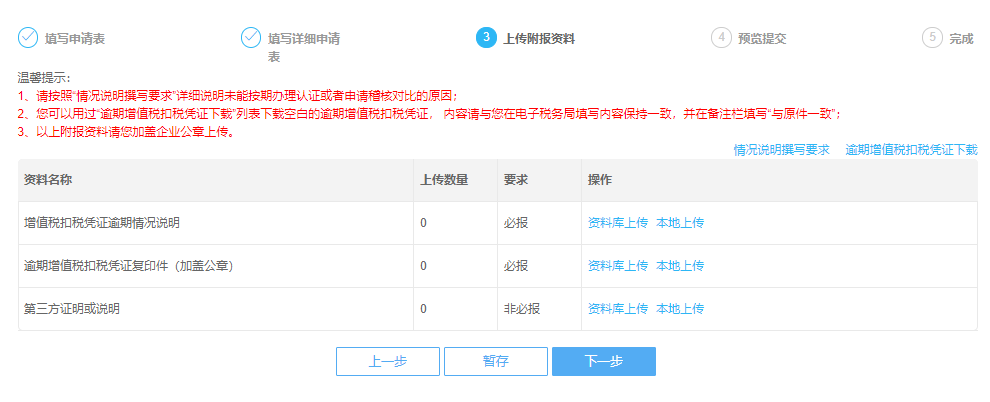 填写申请表
填写详细申请
表
3 上传附报资料
4 预览提交
5 完成
温馨提示：
1、请按照“情况说明撰写要求”详细说明未能按期办理认证或者申请稽核对比的原因；
2、您可以用过“逾期增值税扣税凭证下载”列表下载空白的逾期增值税扣税凭证， 内容请与您在电子税务局填写内容保持一致，并在备注栏填写“与原件一致”；
3、以上附报资料请您加盖企业公章上传。
情况说明撰写要求 逾期增值税扣税凭证下载
资料名称 上传数量 要求 操作
增值税扣税凭证逾期情况说明 0 必报 资料库上传 本地上传
逾期增值税扣税凭证复印件（加盖公章） 0 必报 资料库上传 本地上传
第三方证明或说明 0 非必报 资料库上传 本地上传
上一步 暂存 下一步